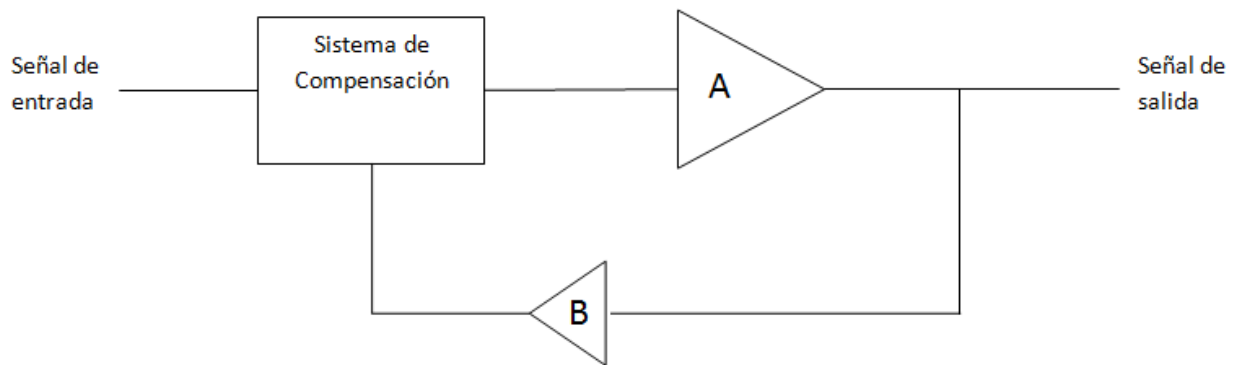 Señal de
entrada
Sistema de
Compensación
A
Señal de
salida
B